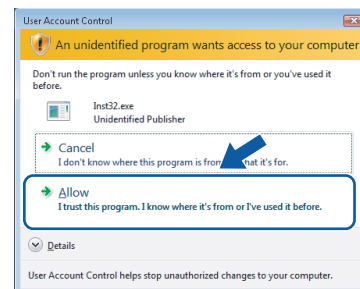 User Account Control
An unidentified program wants access to your computer
Don't run the program unless you know where it's from or you've used it
before.
Inst32.exe
Unidentified Publisher
Cancel
I don't know where this program is from hat it's for.
Allow
I trust this program. I know where it's from or I've used it before.
Details
User Account Control helps stop unauthorized changes to your computer.